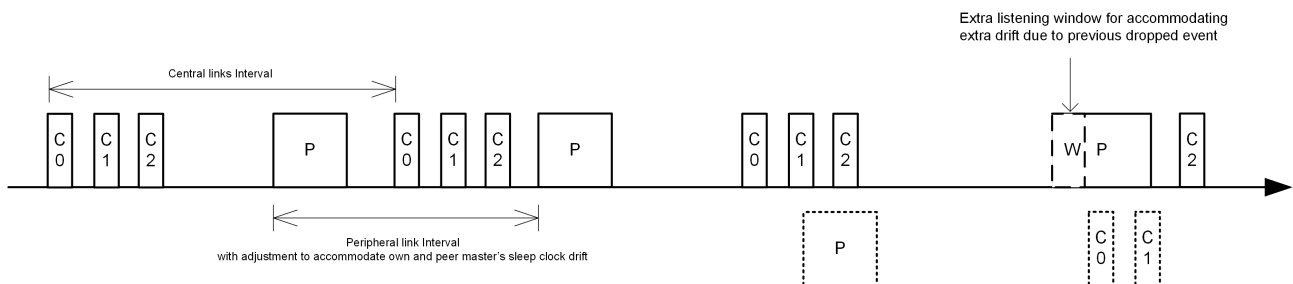 Extra listening window for accommodating
extra drift due to previous dropped event
Central links Interval
C 0
C 1
C 2
P
C 0
C 1
C 2
P
C 0
C 1
C 2
W
P
C 2
Peripheral link Interval
with adjustment to accommodate own and peer master's sleep clock drift
P
C 0
C 1